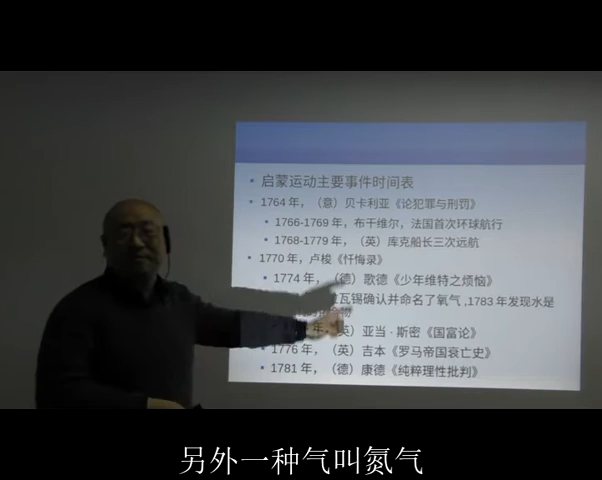 • 启蒙运动主要事件时间表
• 1764 年，（意）贝卡利亚《论犯罪与刑罚》
• 1766-1769 年，布干维尔，法国首次环球航行
• 1768-1779 年，（英）库克船长三次远航
• 1770 年，卢梭《忏悔录》
• 1774 年，（德）歌德《少年维特之烦恼》
瓦锡确认并命名了氧气 ,1783 年发现水是
年，（英）亚当 · 斯密《国富论》
• 1776 年，（英）吉本《罗马帝国衰亡史》
• 1781 年，（德）康德《纯粹理性批判》
另外一种气叫氮气